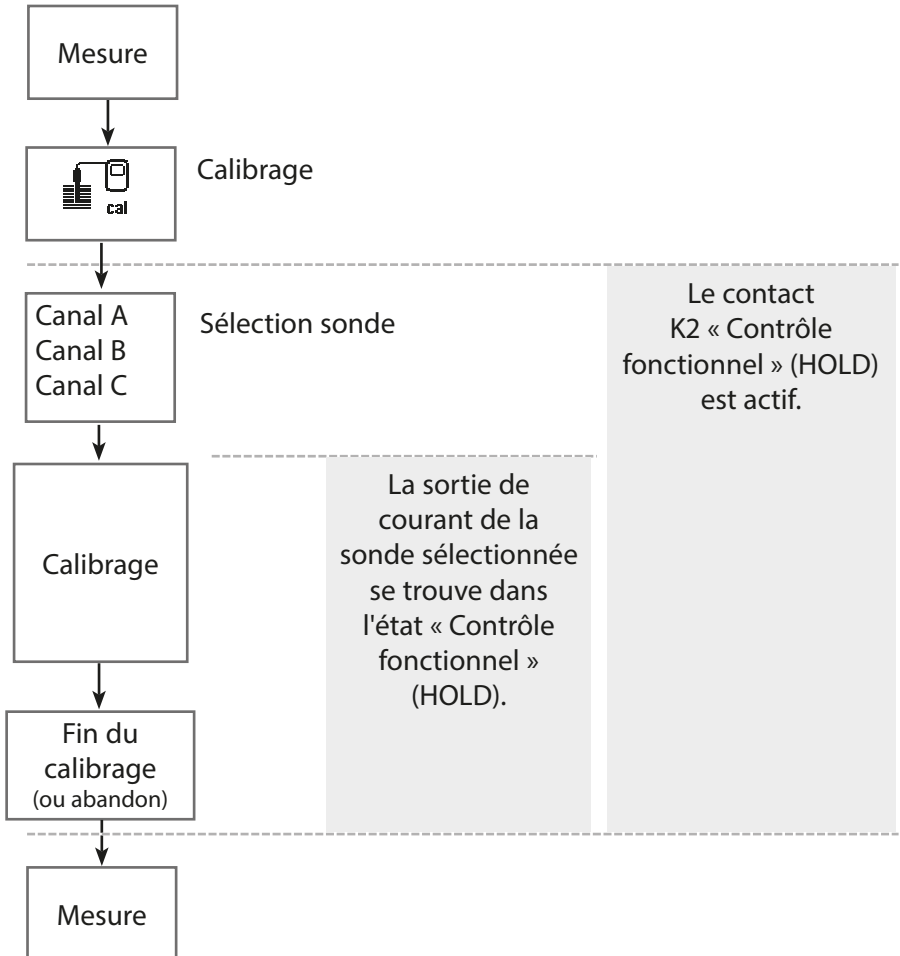 Mesure
cal
Calibrage
Canal A
Canal B
Canal C
Sélection sonde
Le contact
K2 « Contrôle
fonctionnel » (HOLD)
est actif.
Calibrage
La sortie de
courant de la
sonde sélectionnée
se trouve dans
l'état « Contrôle
fonctionnel »
(HOLD).
Fin du
calibrage
(ou abandon)
Mesure